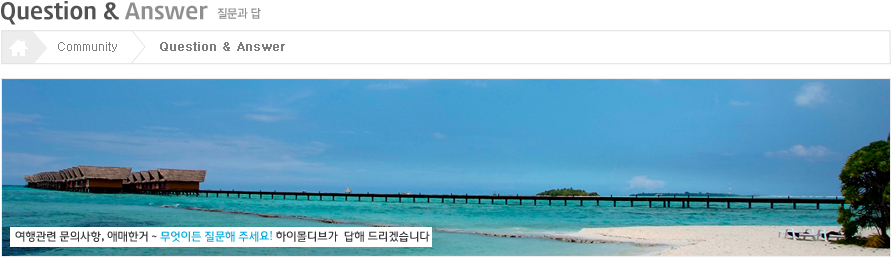 Question & Answer 질문과 답
Community Question & Answer
여행관련 문의사항, 애매한거 ~ 무엇이든 질문해 주세요! 하이몰디브가 답해 드리겠습니다